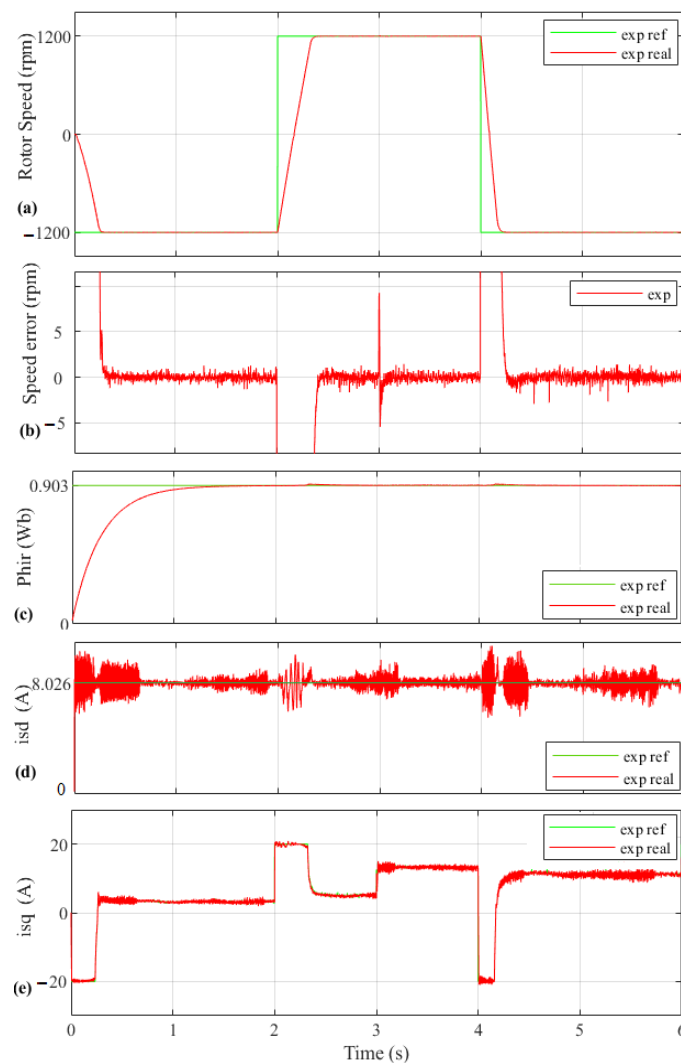 1200
0
−1200
Rotor Speed (rpm)
(a)
exp ref
exp real
5
0
−5
Speed error (rpm)
(b)
exp
0.903
0
Phir (Wb)
(c)
exp ref
exp real
8.026
0
isd (A)
(d)
exp ref
exp real
20
0
−20
isq (A)
(e)
exp ref
exp real
0 1 2 3 4 5 6
Time (s)